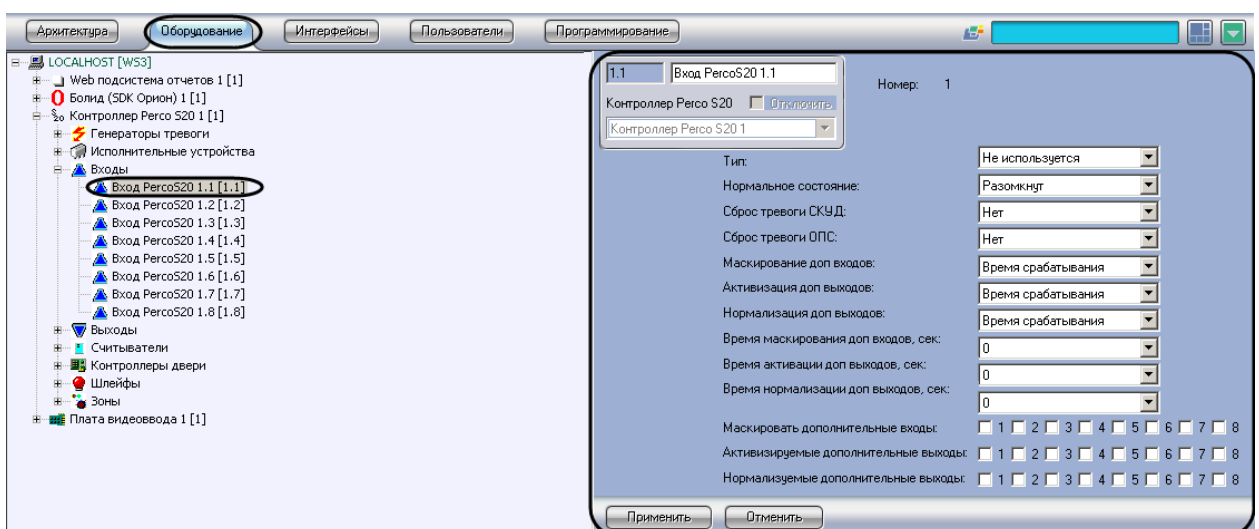 Архитектура
Оборудование
Интерфейсы
Пользователи
Программирование
LOCALHOST [WS3]
Web подсистема отчетов 1 [1]
Болид (SDK Орион) 1 [1]
Контроллер Perco S20 1 [1]
Генераторы тревоги
Исполнительные устройства
Входы
Вход PercoS20 1.1 [1.1]
Вход PercoS20 1.2 [1.2]
Вход PercoS20 1.3 [1.3]
Вход PercoS20 1.4 [1.4]
Вход PercoS20 1.5 [1.5]
Вход PercoS20 1.6 [1.6]
Вход PercoS20 1.7 [1.7]
Вход PercoS20 1.8 [1.8]
Выходы
Считыватели
Контроллеры двери
Шлейфы
Зоны
Плата видеоввода 1 [1]
1.1 Вход PercoS20 1.1
Номер: 1
Контроллер Perco S20 Отключить
Контроллер Perco S20 1
Тип: Не используется
Нормальное состояние: Разомкнут
Сброс тревоги СКУД: Нет
Сброс тревоги ОПС: Нет
Маскирование доп входов: Время срабатывания
Активизация доп выходов: Время срабатывания
Нормализация доп выходов: Время срабатывания
Время маскирования доп входов, сек: 0
Время активации доп выходов, сек: 0
Время нормализации доп выходов, сек: 0
Маскировать дополнительные входы: 1 2 3 4 5 6 7 8
Активизируемые дополнительные выходы: 1 2 3 4 5 6 7 8
Нормализуемые дополнительные выходы: 1 2 3 4 5 6 7 8
Применить
Отменить